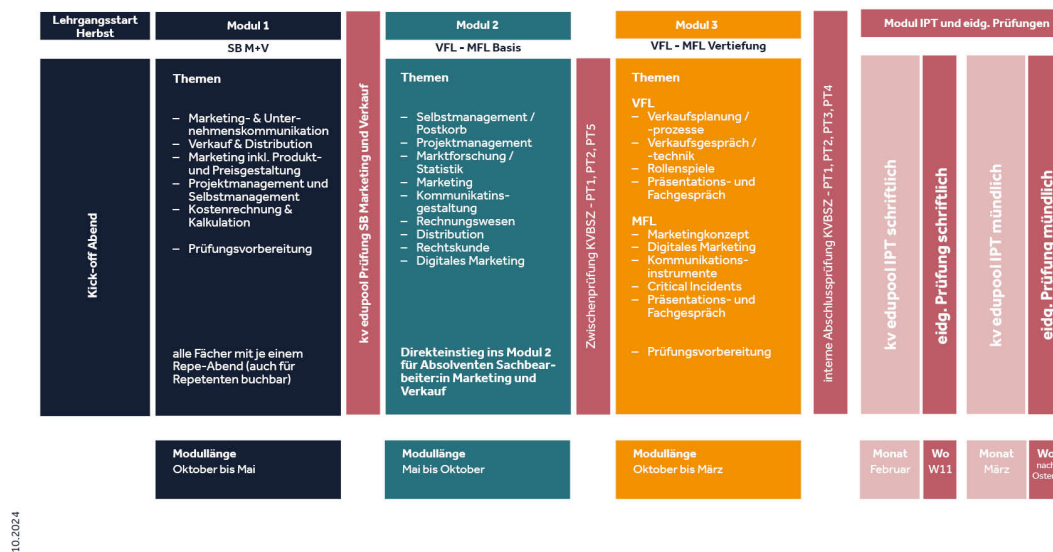 Lehrgangsstart
Herbst
Kick-off Abend
Modul 1
SB M+V
Themen
– Marketing- & Unter-
nehmenskommunikation
– Verkauf & Distribution
– Marketing inkl. Produkt-
und Preisgestaltung
– Projektmanagement und
Selbstmanagement
– Kostenrechnung &
Kalkulation
– Prüfungsvorbereitung
alle Fächer mit je einem
Repe-Abend (auch für
Repetenten buchbar)
Modullänge
Oktober bis Mai
kv edupool Prüfung SB Marketing und Verkauf
Modul 2
VFL - MFL Basis
Themen
– Selbstmanagement /
Postkorb
– Projektmanagement
– Marktforschung /
Statistik
– Marketing
– Kommunikatins-
gestaltung
– Rechnungswesen
– Distribution
– Rechtskunde
– Digitales Marketing
Direkteinstieg ins Modul 2
für Absolventen Sachbear-
beiter:in Marketing und
Verkauf
Modullänge
Mai bis Oktober
Zwischenprüfung KVBSZ - PT1, PT2, PT5
Modul 3
VFL - MFL Vertiefung
Themen
VFL
– Verkaufsplanung /
-prozesse
– Verkaufsgespräch /
-technik
– Rollenspiele
– Präsentations- und
Fachgespräch
MFL
– Marketingkonzept
– Digitales Marketing
– Kommunikations-
instrumente
– Critical Incidents
– Präsentations- und
Fachgespräch
– Prüfungsvorbereitung
Modullänge
Oktober bis März
interne Abschlussprüfung KVBSZ - PT1, PT2, PT3, PT4
Modul IPT und eidg. Prüfungen
kv edupool IPT schriftlich
eidg. Prüfung schriftlich
kv edupool IPT mündlich
eidg. Prüfung mündlich
Monat
Februar
Wo
W11
Monat
März
Wo
nach
10.2024